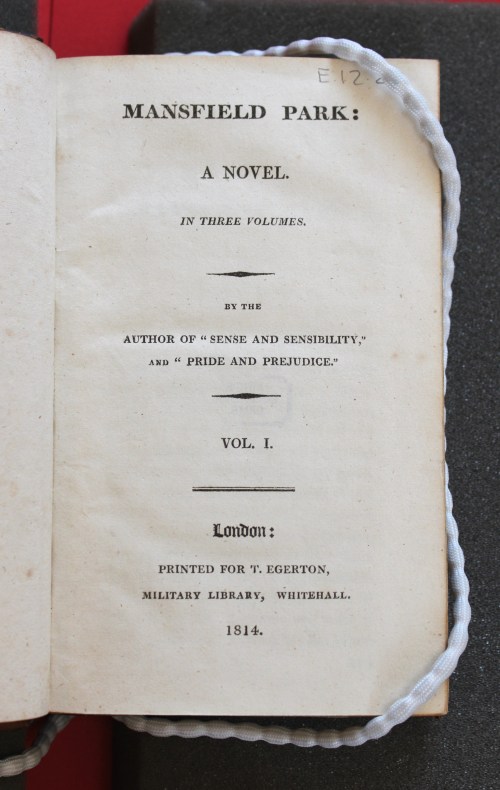 E.12.
MANSFIELD PARK:
A NOVEL.
IN THREE VOLUMES.
BY THE
AUTHOR OF “ SENSE AND SENSIBILITY,”
AND “ PRIDE AND PREJUDICE.”
VOL. I.
London:
PRINTED FOR T. EGERTON,
MILITARY LIBRARY, WHITEHALL.
1814.